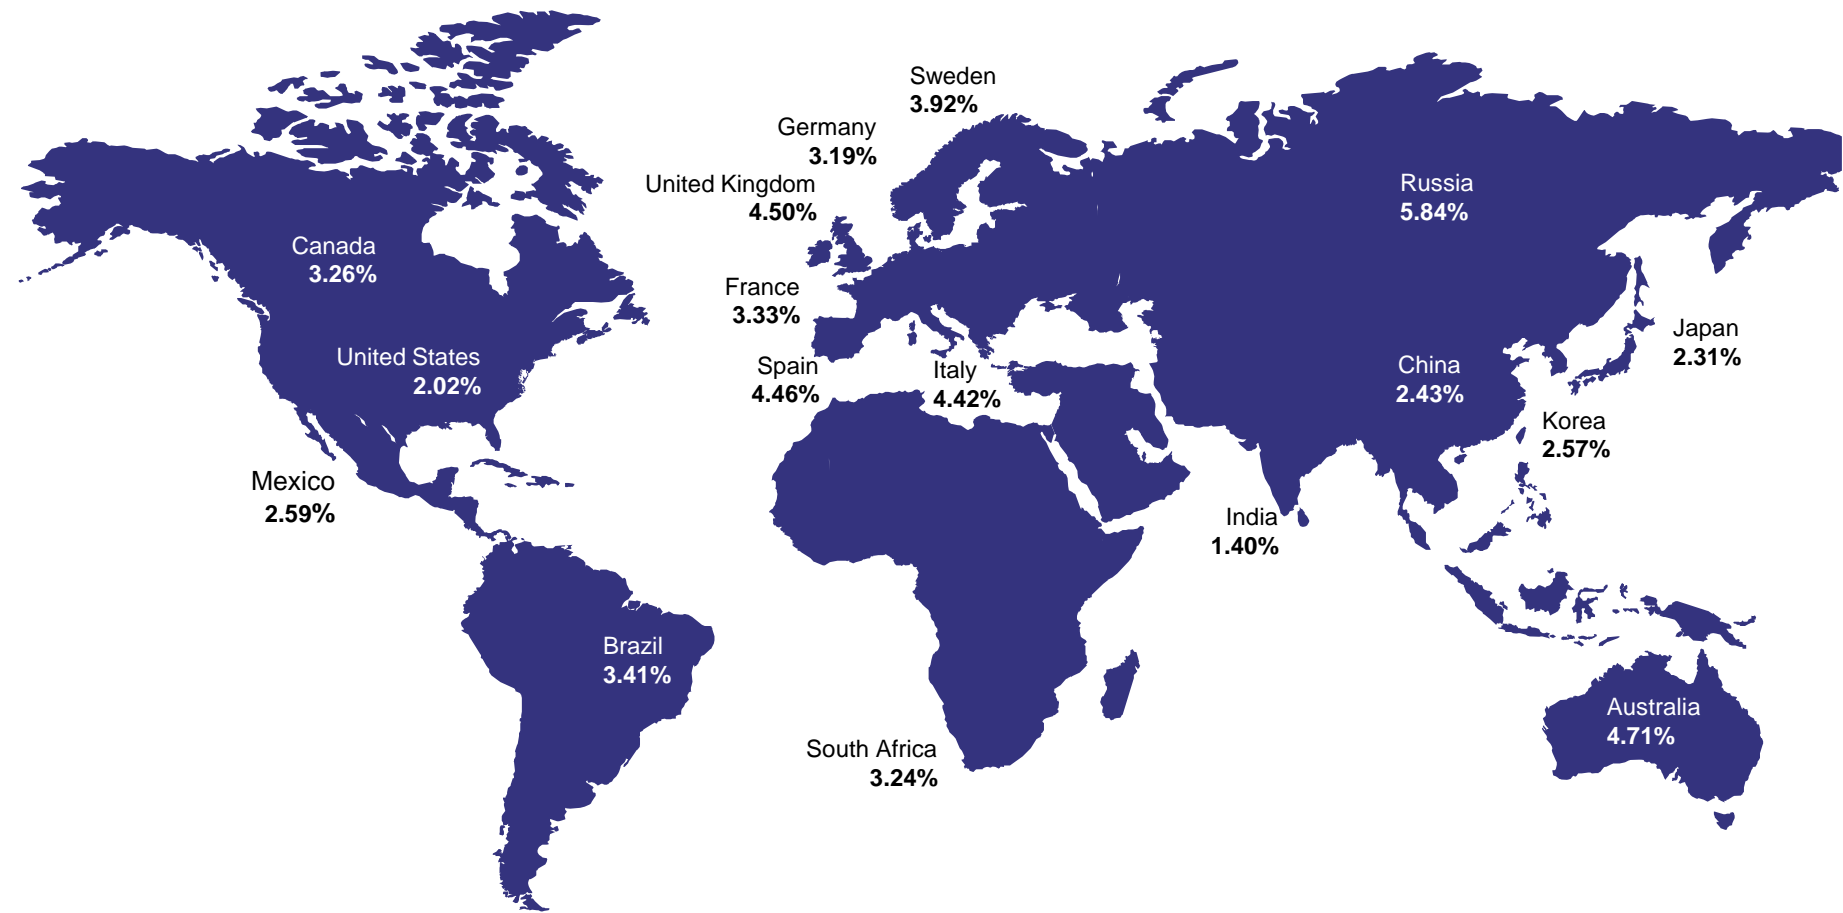 Sweden
3.92%
Germany
3.19%
United Kingdom
4.50%
Russia
5.84%
Canada
3.26%
France
3.33%
Japan
2.31%
United States
2.02%
Spain
4.46%
Italy
4.42%
China
2.43%
Korea
2.57%
Mexico
2.59%
India
1.40%
Brazil
3.41%
Australia
4.71%
South Africa
3.24%